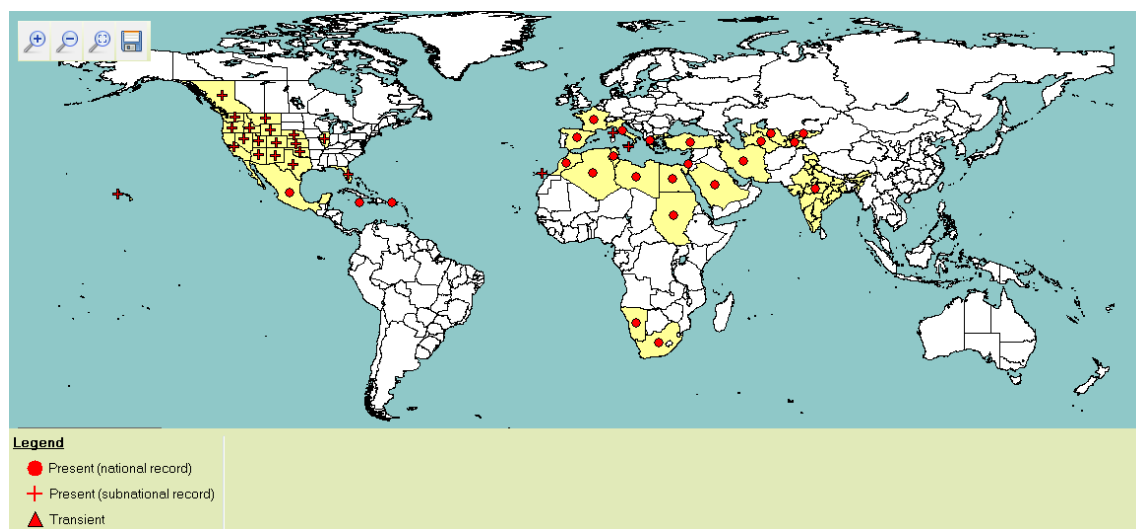 Legend
Present (national record)
Present (subnational record)
Transient